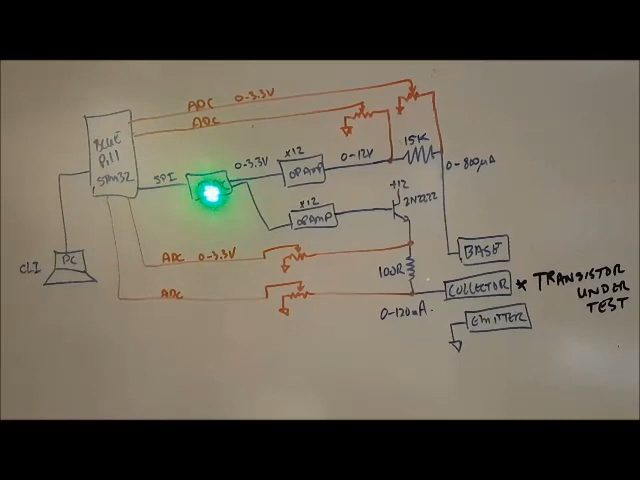 ADC 0-3.3V
ADC
BLUE
Pill
STM32
SPI
0-3.3V
X12
OPAMP
0-12V
15K
0-800µA
X12
OPAMP
+12
2N2222
CLI
PC
ADC 0-3.3V
ADC
100R
0-120mA.
BASE
COLLECTOR
EMITTER
* TRANSISTOR
UNDER
TEST